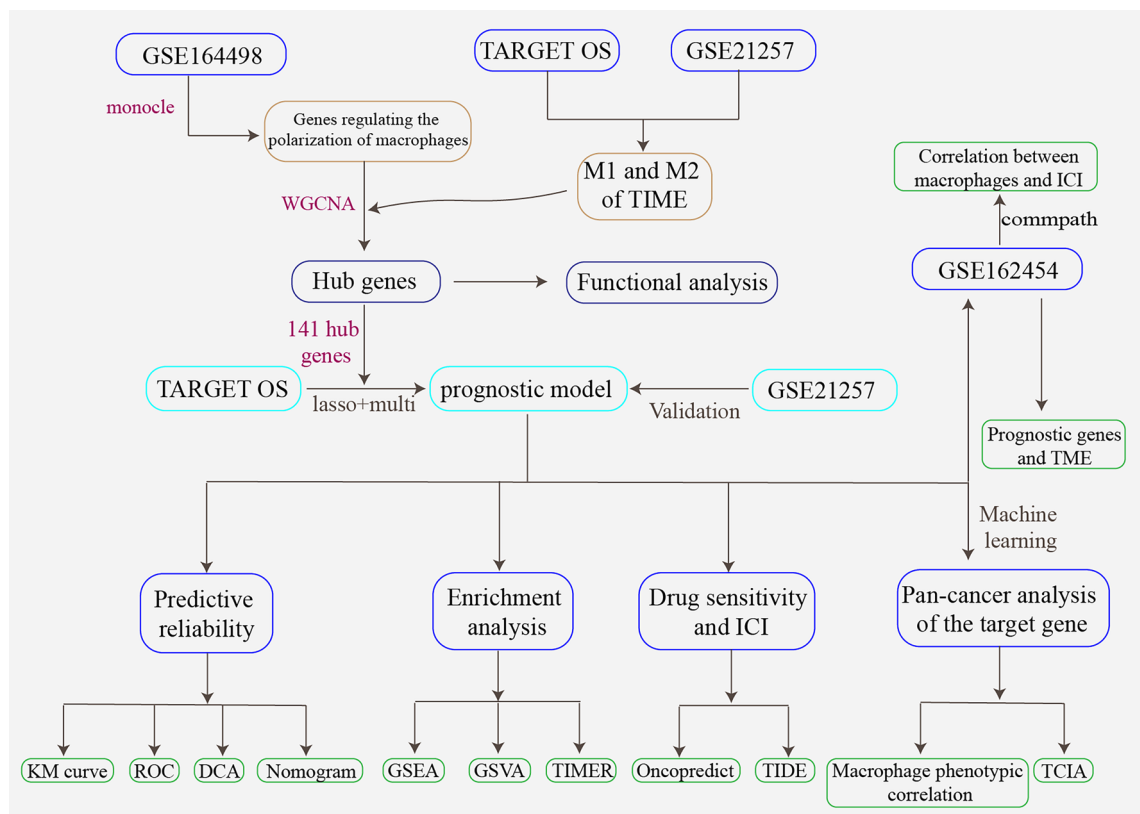 GSE164498
TARGET OS
GSE21257
monocle
Genes regulating the
polarization of macrophages
M1 and M2
of TIME
Correlation between
macrophages and ICI
WGCNA
commpath
GSE162454
Hub genes
Functional analysis
141 hub
genes
TARGET OS
lasso+multi
prognostic model
Validation
GSE21257
Prognostic genes
and TME
Machine
learning
Predictive
reliability
Enrichment
analysis
Drug sensitivity
and ICI
Pan-cancer analysis
of the target gene
KM curve
ROC
DCA
Nomogram
GSEA
GSVA
TIMER
Oncopredict
TIDE
Macrophage phenotypic
correlation
TCIA